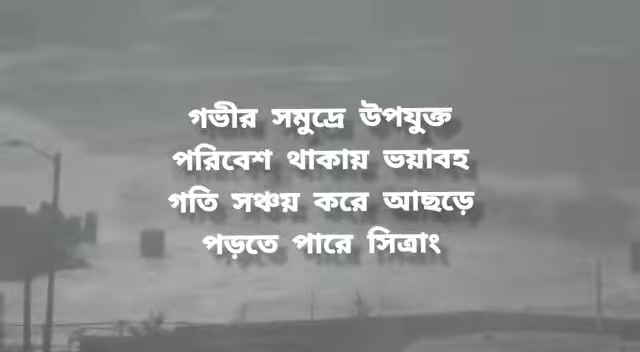 গভীর সমুদ্রে উপযুক্ত
পরিবেশ থাকায় ভয়াবহ
গতি সঞ্চয় করে আছড়ে
পড়তে পারে সিত্রাং